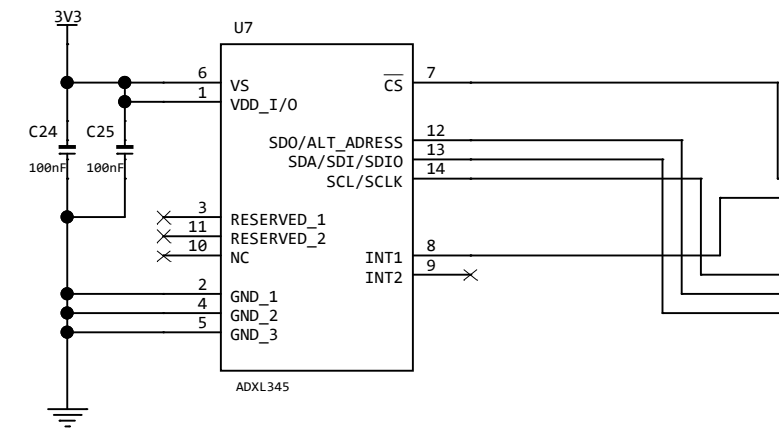 3V3
U7
6
VS
1
VDD_I/O
CS
7
SDO/ALT_ADRESS
12
SDA/SDI/SDIO
13
SCL/SCLK
14
C24
C25
100nF
100nF
3
RESERVED_1
11
RESERVED_2
10
NC
INT1
8
INT2
9
2
GND_1
4
GND_2
5
GND_3
ADXL345